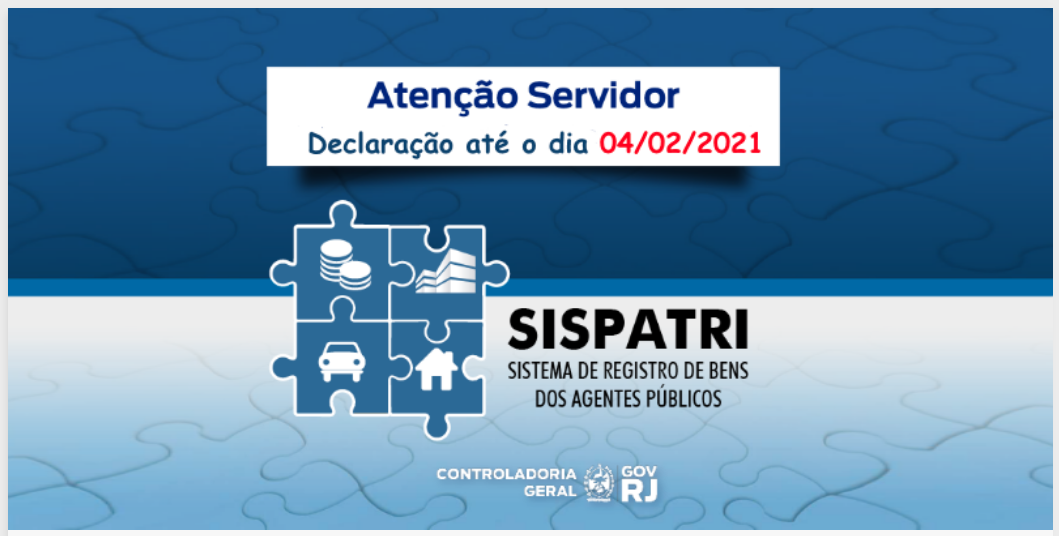 Atenção Servidor
Declaração até o dia 04/02/2021
SISPATRI
SISTEMA DE REGISTRO DE BENS
DOS AGENTES PÚBLICOS
CONTROLADORIA
GERAL
GOV
RJ